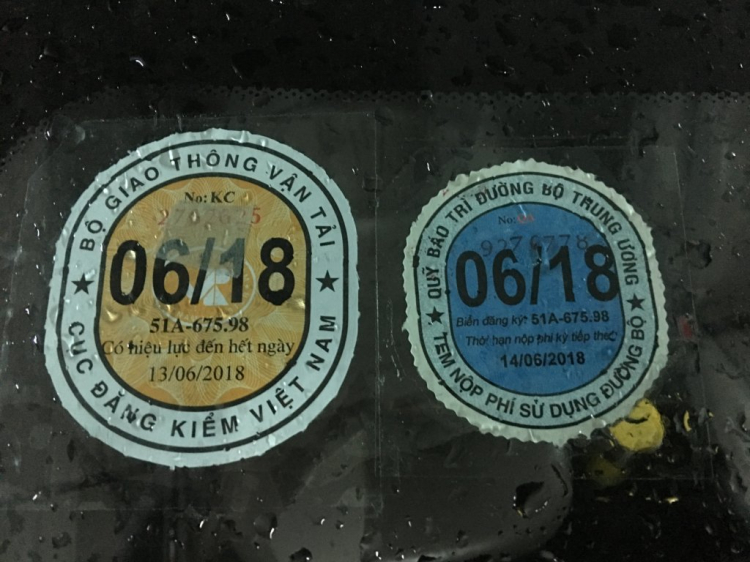 BỘ GIAO THÔNG VẬN TẢI
No: KC
2707625
06/18
51A-675.98
Có hiệu lực đến hết ngày
13/06/2018
CỤC ĐĂNG KIỂM VIỆT NAM
QUỸ BẢO TRÌ ĐƯỜNG BỘ TRUNG ƯƠNG
No:
9276778
06/18
Biển đăng ký: 51A-675.98
Thời hạn nộp phí kỳ tiếp theo:
14/06/2018
TEM NỘP PHÍ SỬ DỤNG ĐƯỜNG BỘ